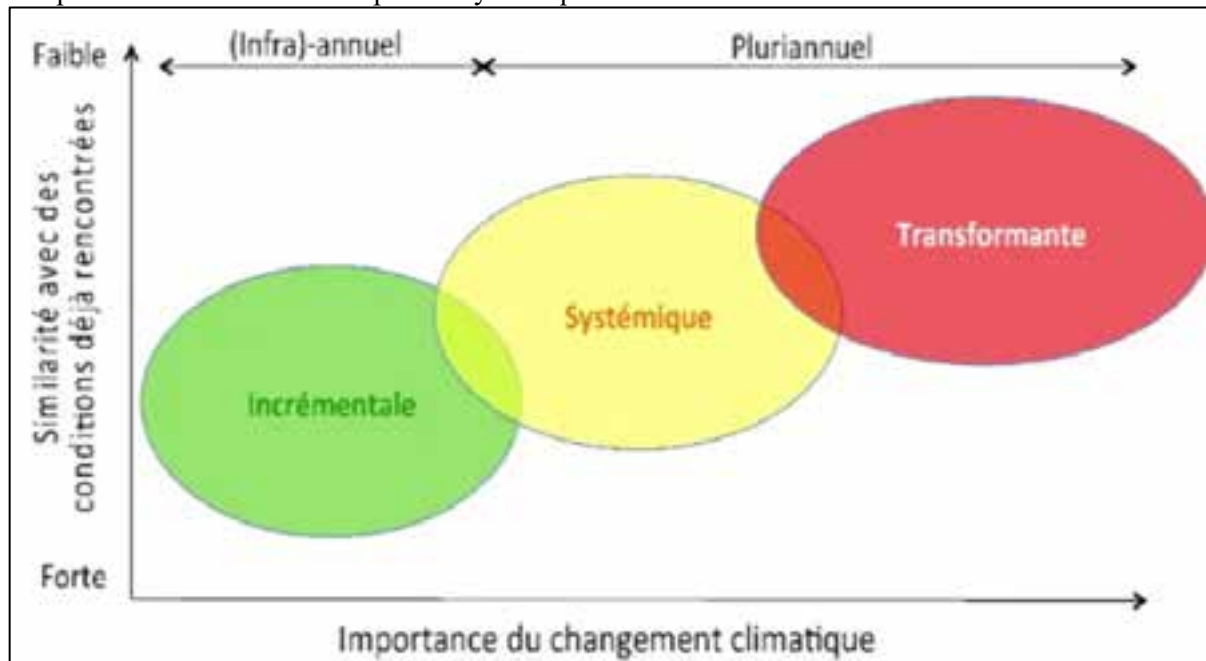 (Infra)-annuel
Pluriannuel
Faible
Similarité avec des
conditions déjà rencontrées
Transformante
Systémique
Incrémentale
Forte
Importance du changement climatique